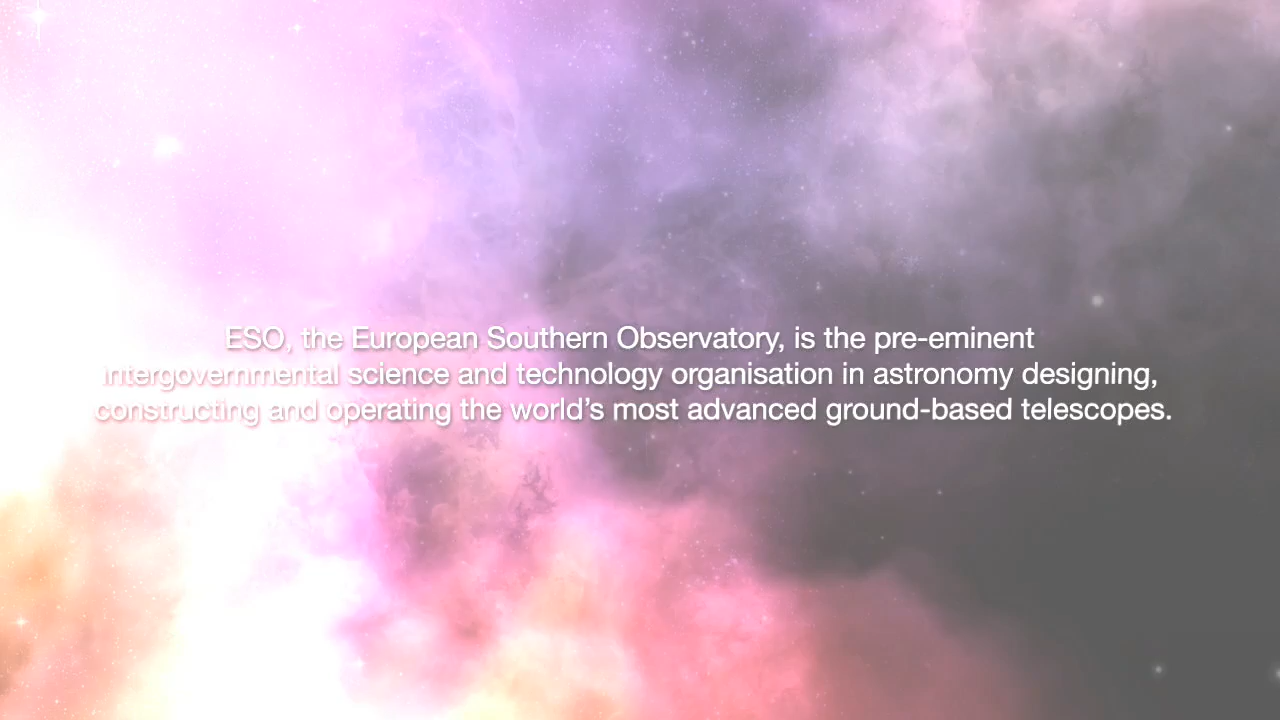 ESO, the European Southern Observatory, is the pre-eminent
intergovernmental science and technology organisation in astronomy designing,
constructing and operating the world’s most advanced ground-based telescopes.